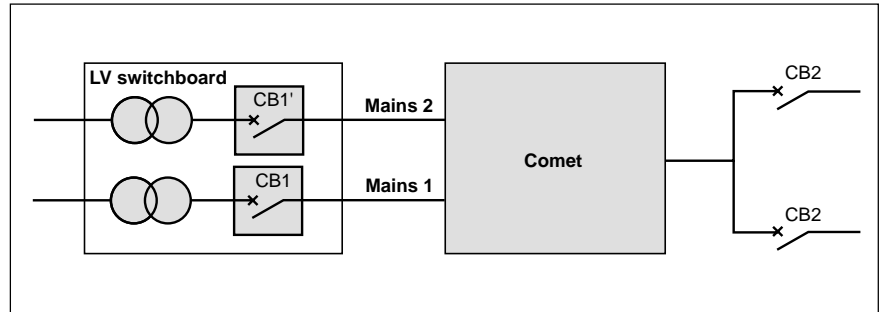 LV switchboard
CB1'
Mains 2
CB2
Comet
CB1
Mains 1
CB2